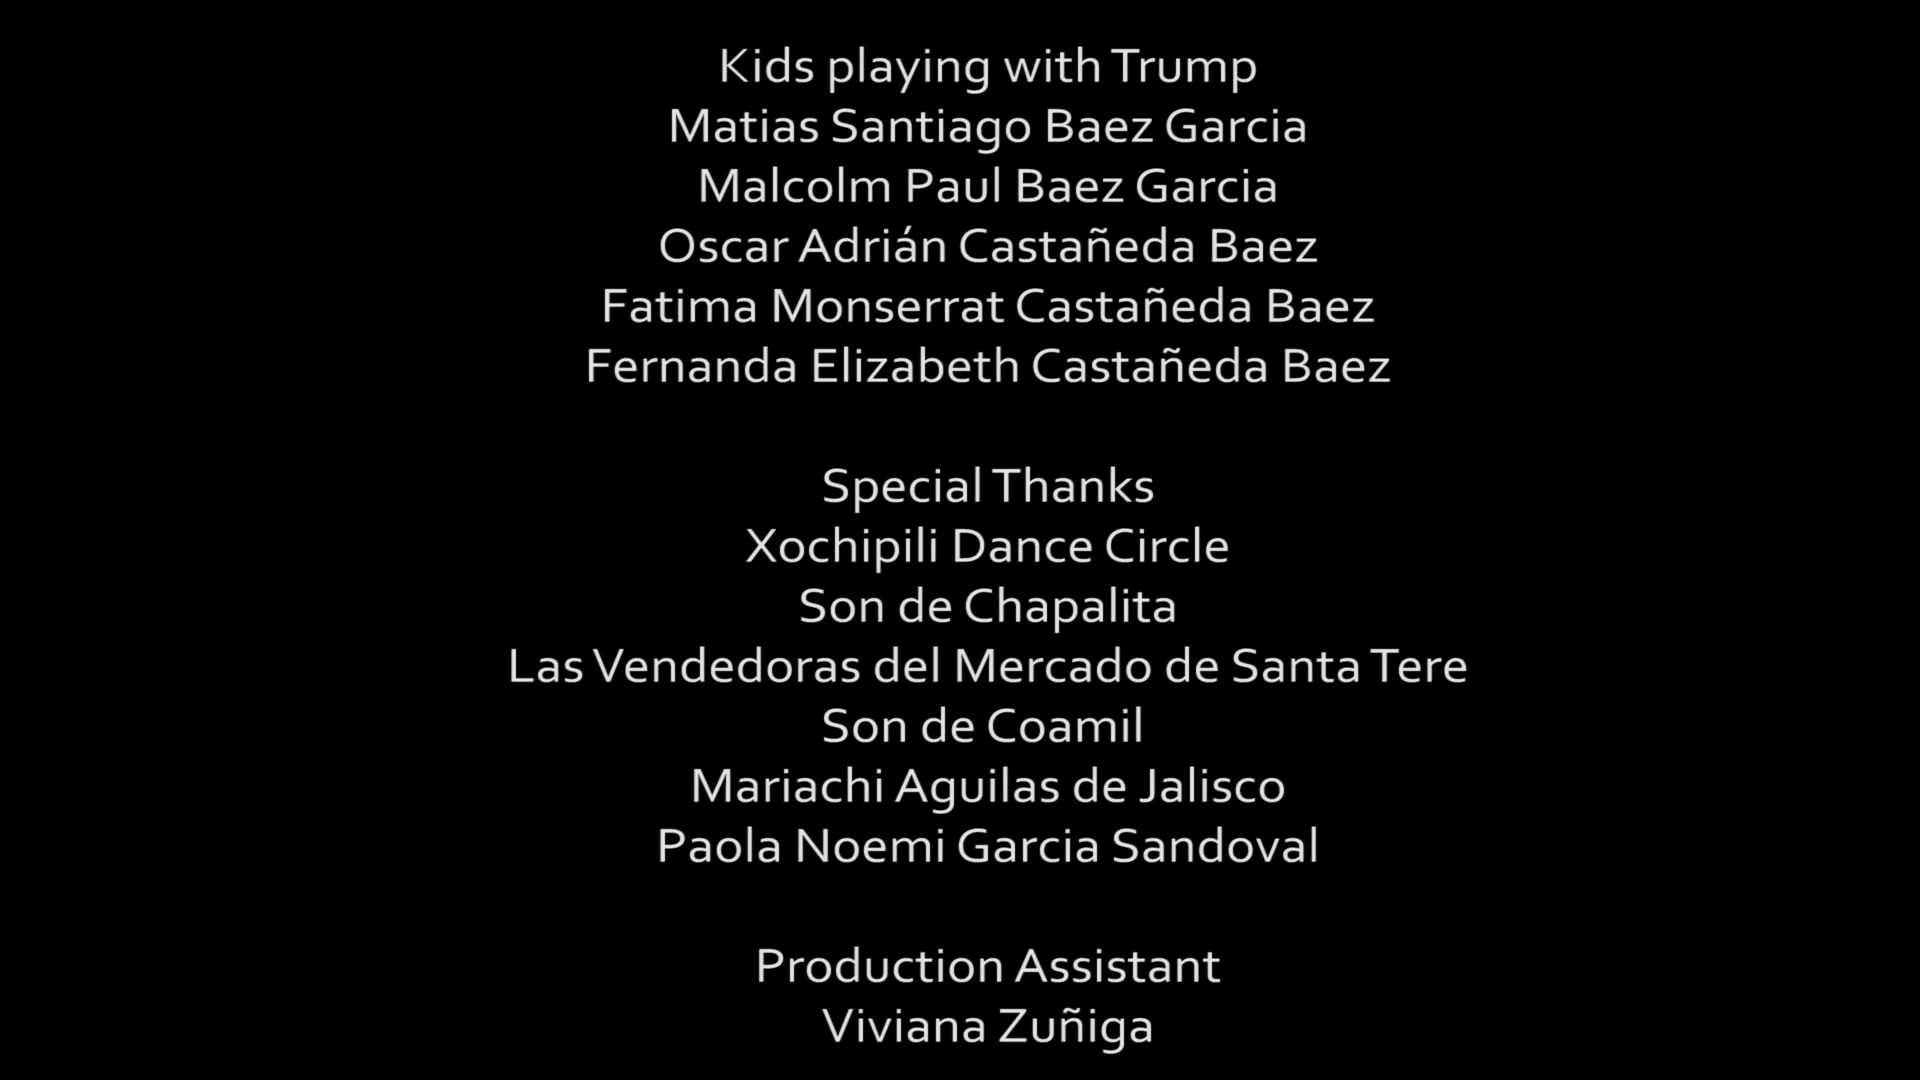 Kids playing with Trump
Matias Santiago Baez Garcia
Malcolm Paul Baez Garcia
Oscar Adrián Castañeda Baez
Fatima Monserrat Castañeda Baez
Fernanda Elizabeth Castañeda Baez
Special Thanks
Xochipili Dance Circle
Son de Chapalita
Las Vendedoras del Mercado de Santa Tere
Son de Coamil
Mariachi Aguilas de Jalisco
Paola Noemi Garcia Sandoval
Production Assistant
Viviana Zuñiga